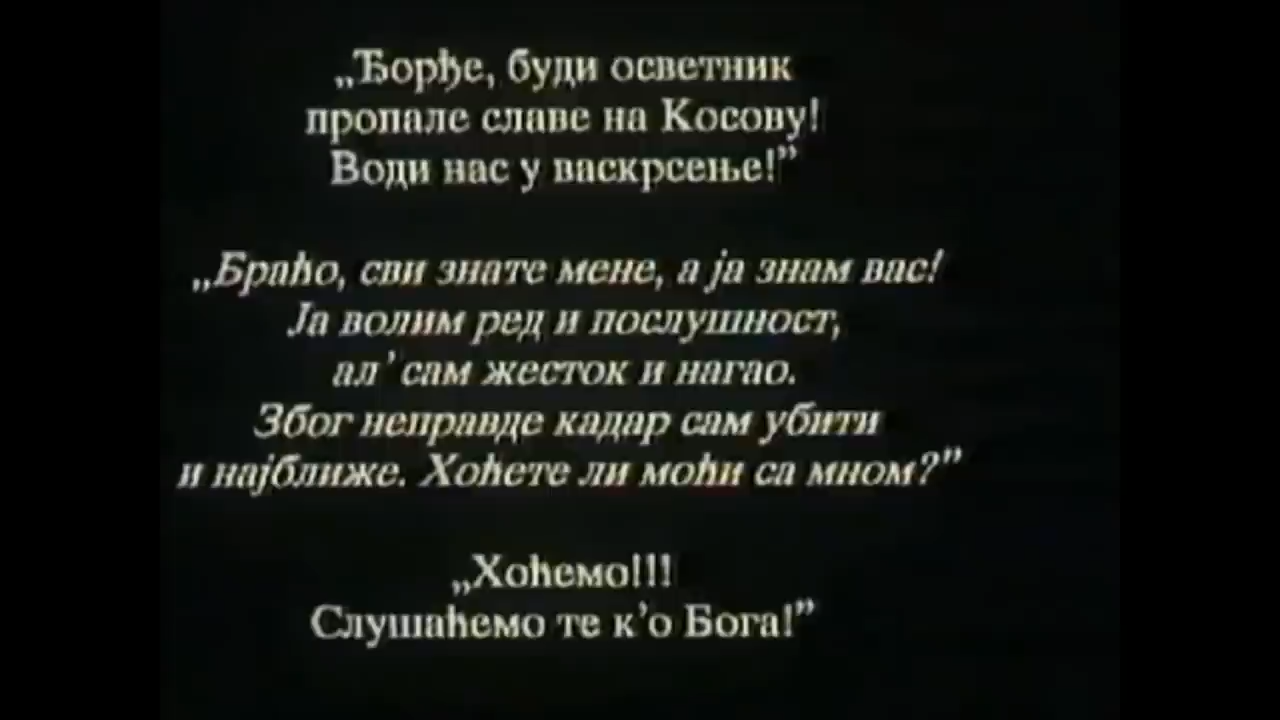 „Ђорђе, буди осветник
пропале славе на Косову!
Води нас у васкрсење!”
„Браћо, сви знате мене, а ја знам вас!
Ја волим ред и послушност,
ал’ сам жесток и нагао.
Због неправде кадар сам убити
и најближе. Хоћете ли моћи са мном?”
„Хоћемо!!!
Слушаћемо те к’о Бога!”